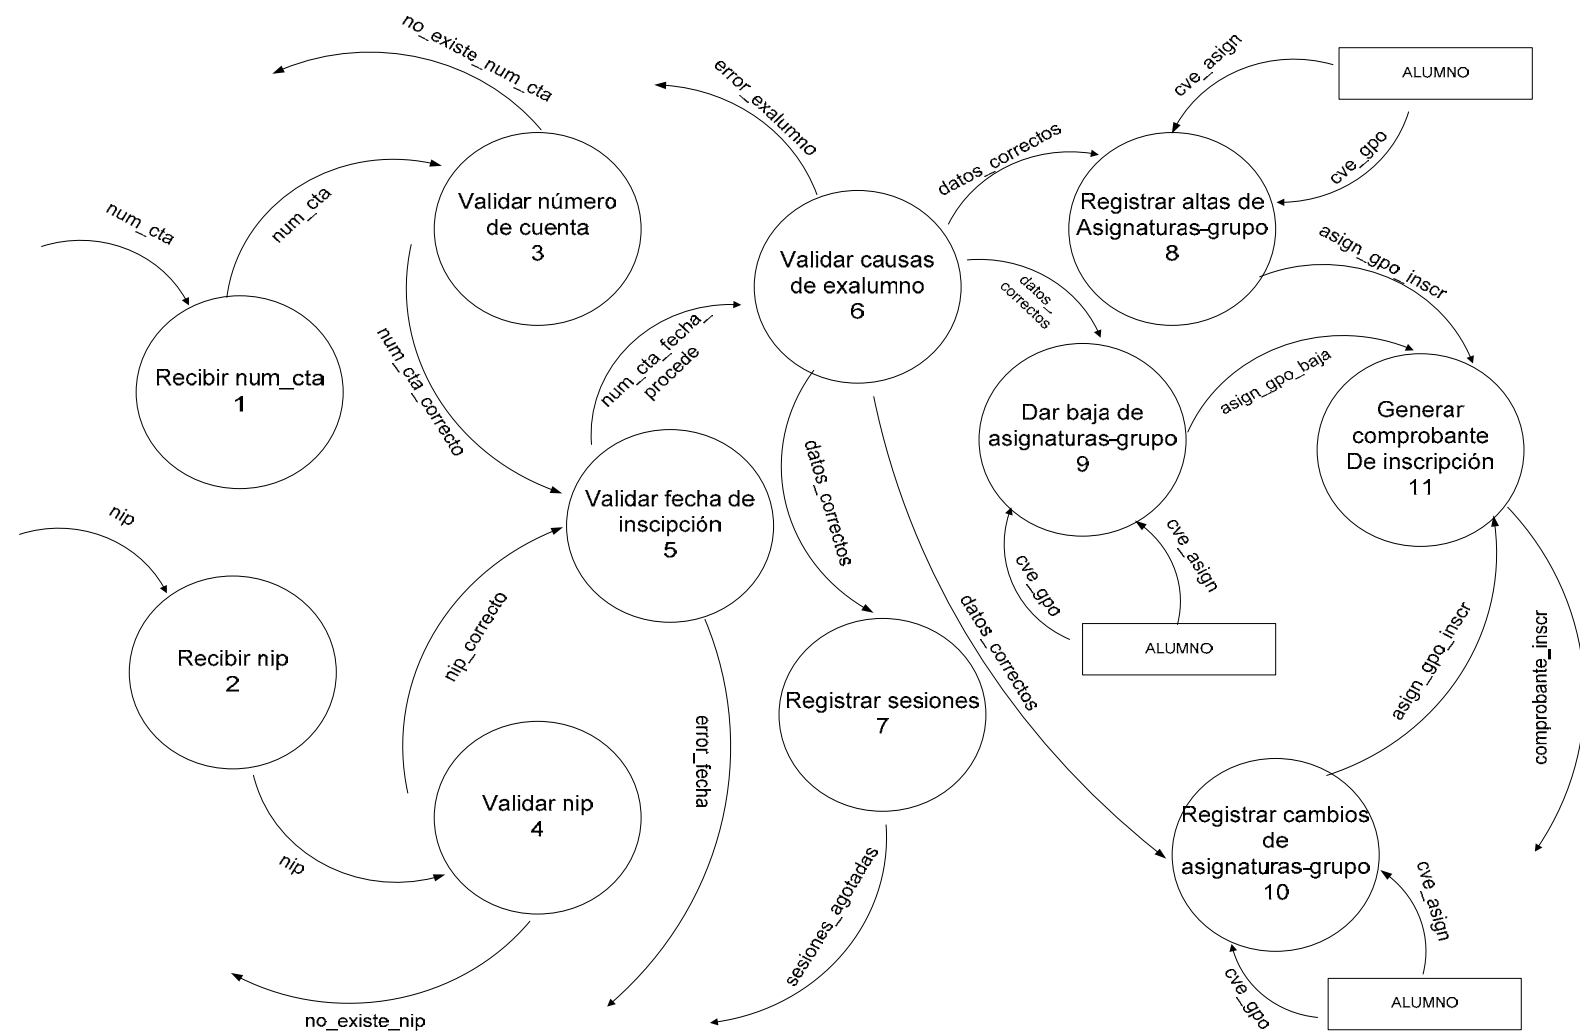 no_existe_num_cta
error_exalumno
cve_asign
ALUMNO
cve_gpo
datos_correctos
num_cta
num_cta
Validar número
de cuenta
3
Registrar altas de
Asignaturas-grupo
8
asign_gpo_inscr
Validar causas
de exalumno
6
datos_
correctos
num_cta_correcto
num_cta_fecha_
procede
Recibir num_cta
1
asign_gpo_baja
Dar baja de
asignaturas-grupo
9
Generar
comprobante
De inscripción
11
datos_correctos
Validar fecha de
inscipción
5
nip
cve_gpo
cve_asign
ALUMNO
nip_correcto
datos_correctos
asign_gpo_inscr
comprobante_inscr
Recibir nip
2
Registrar sesiones
7
error_fecha
Validar nip
4
nip
Registrar cambios
de
asignaturas-grupo
10
sesiones_agotadas
cve_asign
cve_gpo
ALUMNO
no_existe_nip